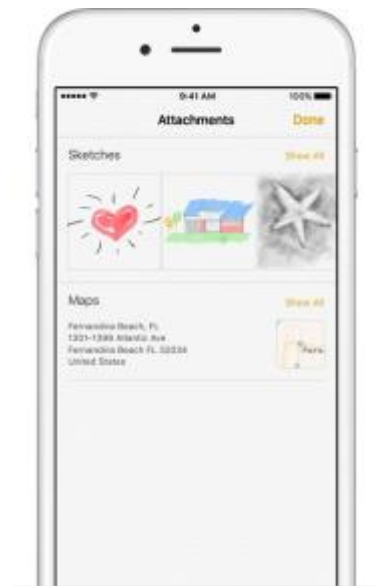 9:41 AM 100%
Attachments Done
Sketches Show All
Maps Show All
Fernandina Beach, FL
1301–1399 Atlantic Ave
Fernandina Beach FL
United States